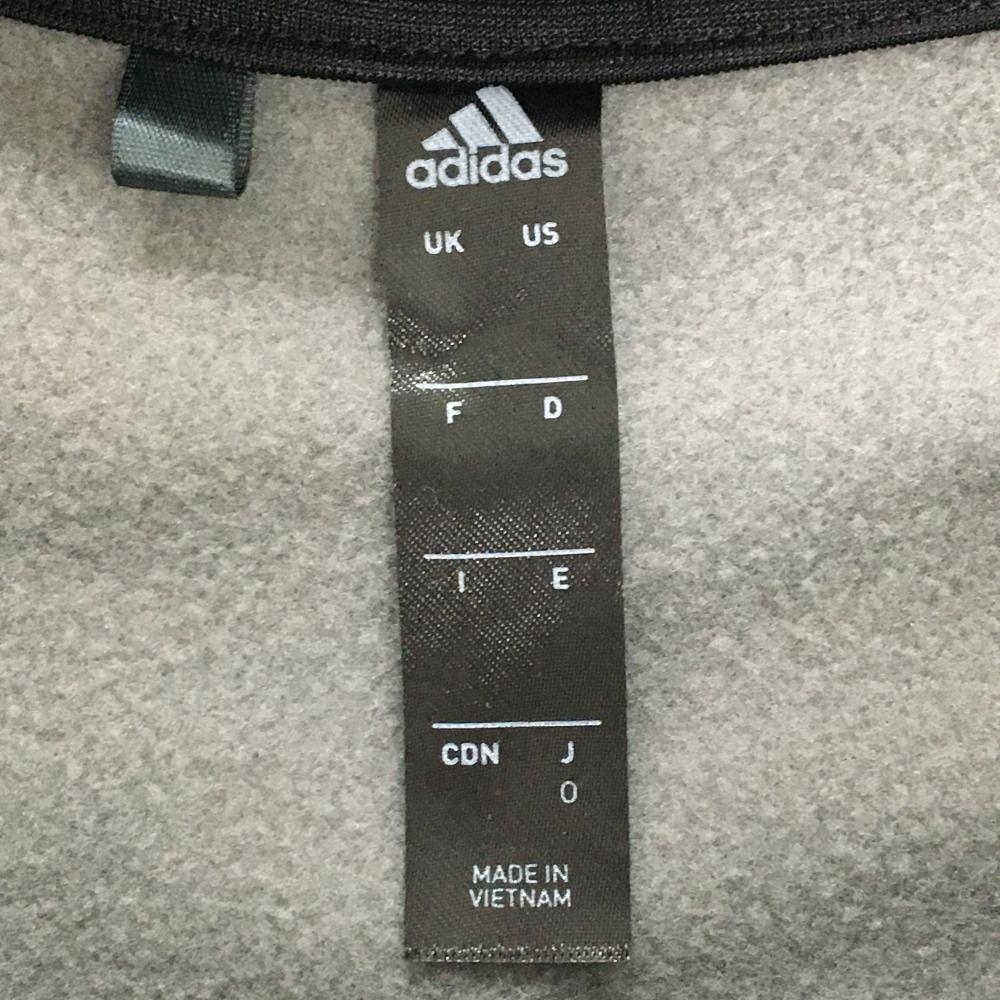 adidas
UK US
F D
I E
CDN J
O
MADE IN
VIETNAM